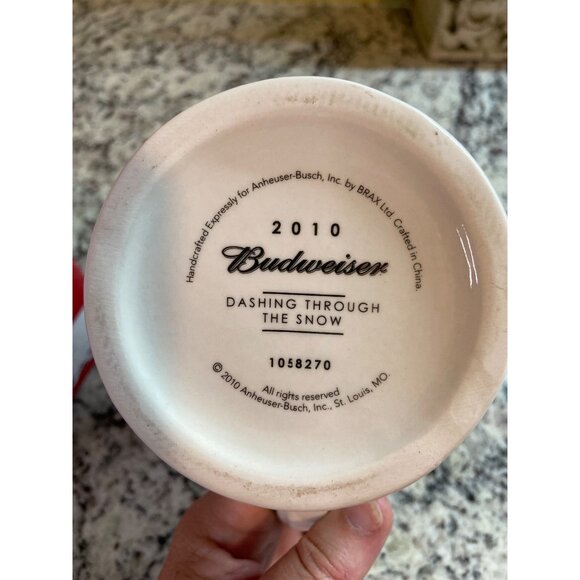 Handcrafted Expressly for Anheuser-Busch, Inc. by BRAX Ltd. Crafted in China.
2010
Budweiser
DASHING THROUGH
THE SNOW
1058270
All rights reserved
© 2010 Anheuser-Busch, Inc., St. Louis, MO.